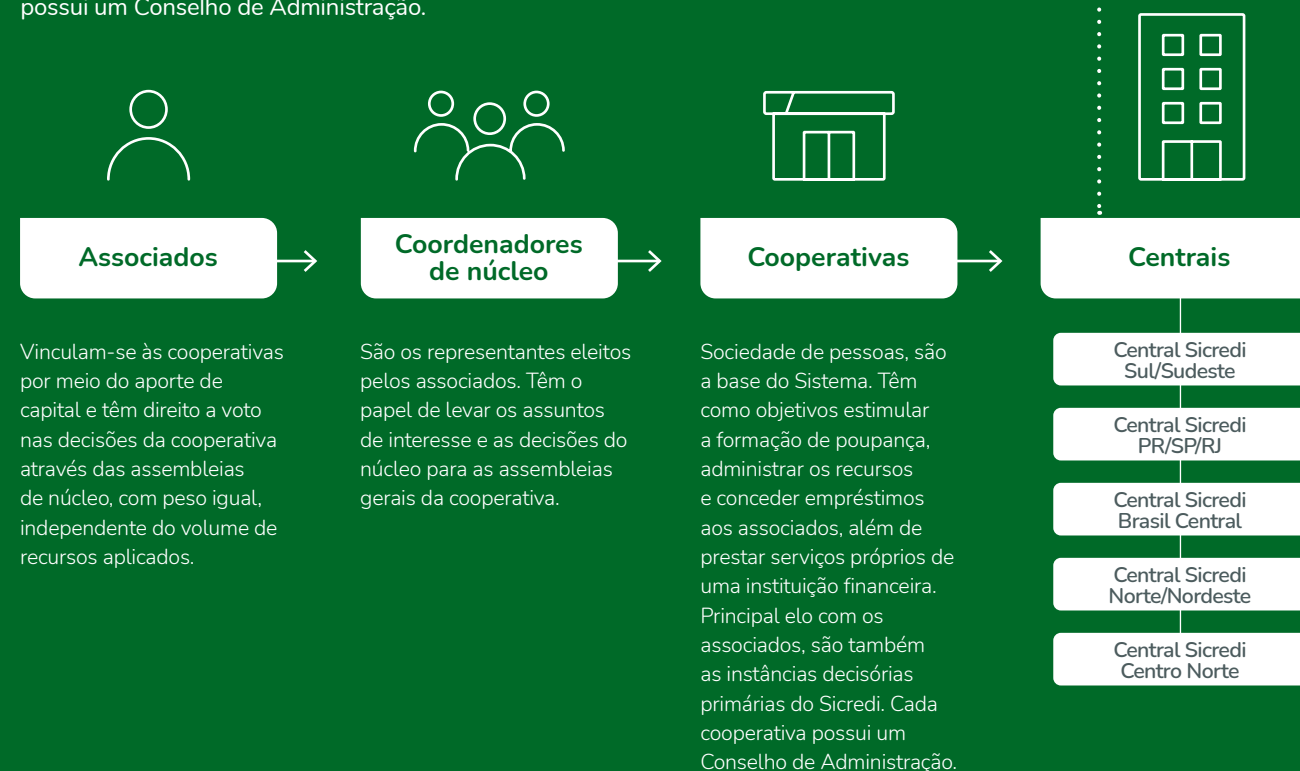 possui um Conselho de Administração.
Associados
Vinculam-se às cooperativas
por meio do aporte de
capital e têm direito a voto
nas decisões da cooperativa
através das assembleias
de núcleo, com peso igual,
independente do volume de
recursos aplicados.
Coordenadores
de núcleo
São os representantes eleitos
pelos associados. Têm o
papel de levar os assuntos
de interesse e as decisões do
núcleo para as assembleias
gerais da cooperativa.
Cooperativas
Sociedade de pessoas, são
a base do Sistema. Têm
como objetivos estimular
a formação de poupança,
administrar os recursos
e conceder empréstimos
aos associados, além de
prestar serviços próprios de
uma instituição financeira.
Principal elo com os
associados, são também
as instâncias decisórias
primárias do Sicredi. Cada
cooperativa possui um
Conselho de Administração.
Centrais
Central Sicredi
Sul/Sudeste
Central Sicredi
PR/SP/RJ
Central Sicredi
Brasil Central
Central Sicredi
Norte/Nordeste
Central Sicredi
Centro Norte